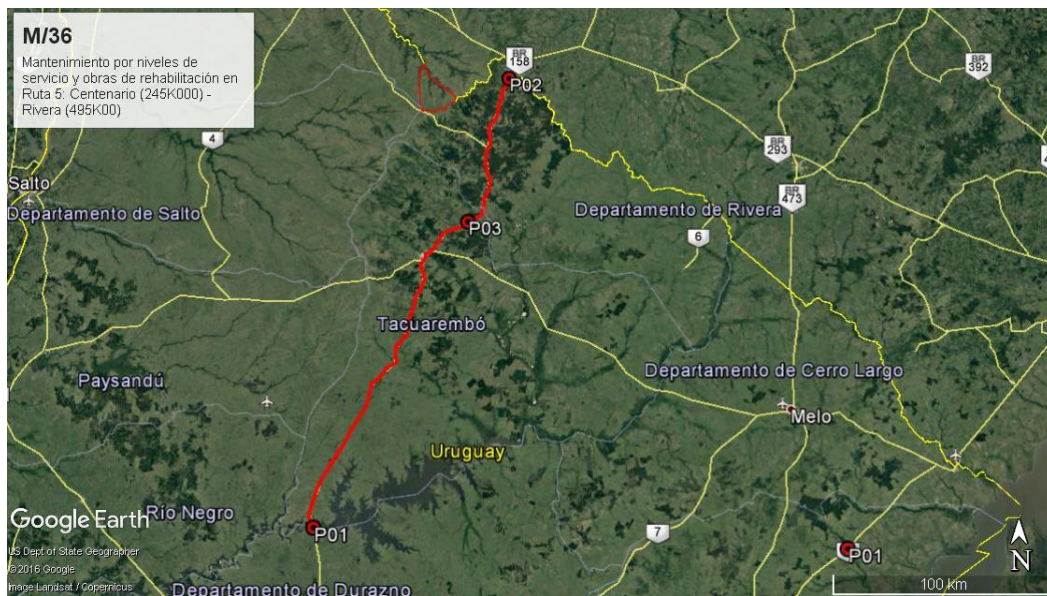 M/36
Mantenimiento por niveles de
servicio y obras de rehabilitación en
Ruta 5: Centenario (245K000) -
Rivera (495K00)
BR
158
P02
BR
392
4
BR
293
Salto
BR
473
Departamento de Salto
Departamento de Rivera
P03
6
Tacuarembó
Paysandú
Departamento de Cerro Largo
Melo
Uruguay
Google Earth
Río Negro
P01
7
US Dept of State Geographer
©2016 Google
Image Landsat / Copernicus
Departamento de Durazno
P01
N
100 km